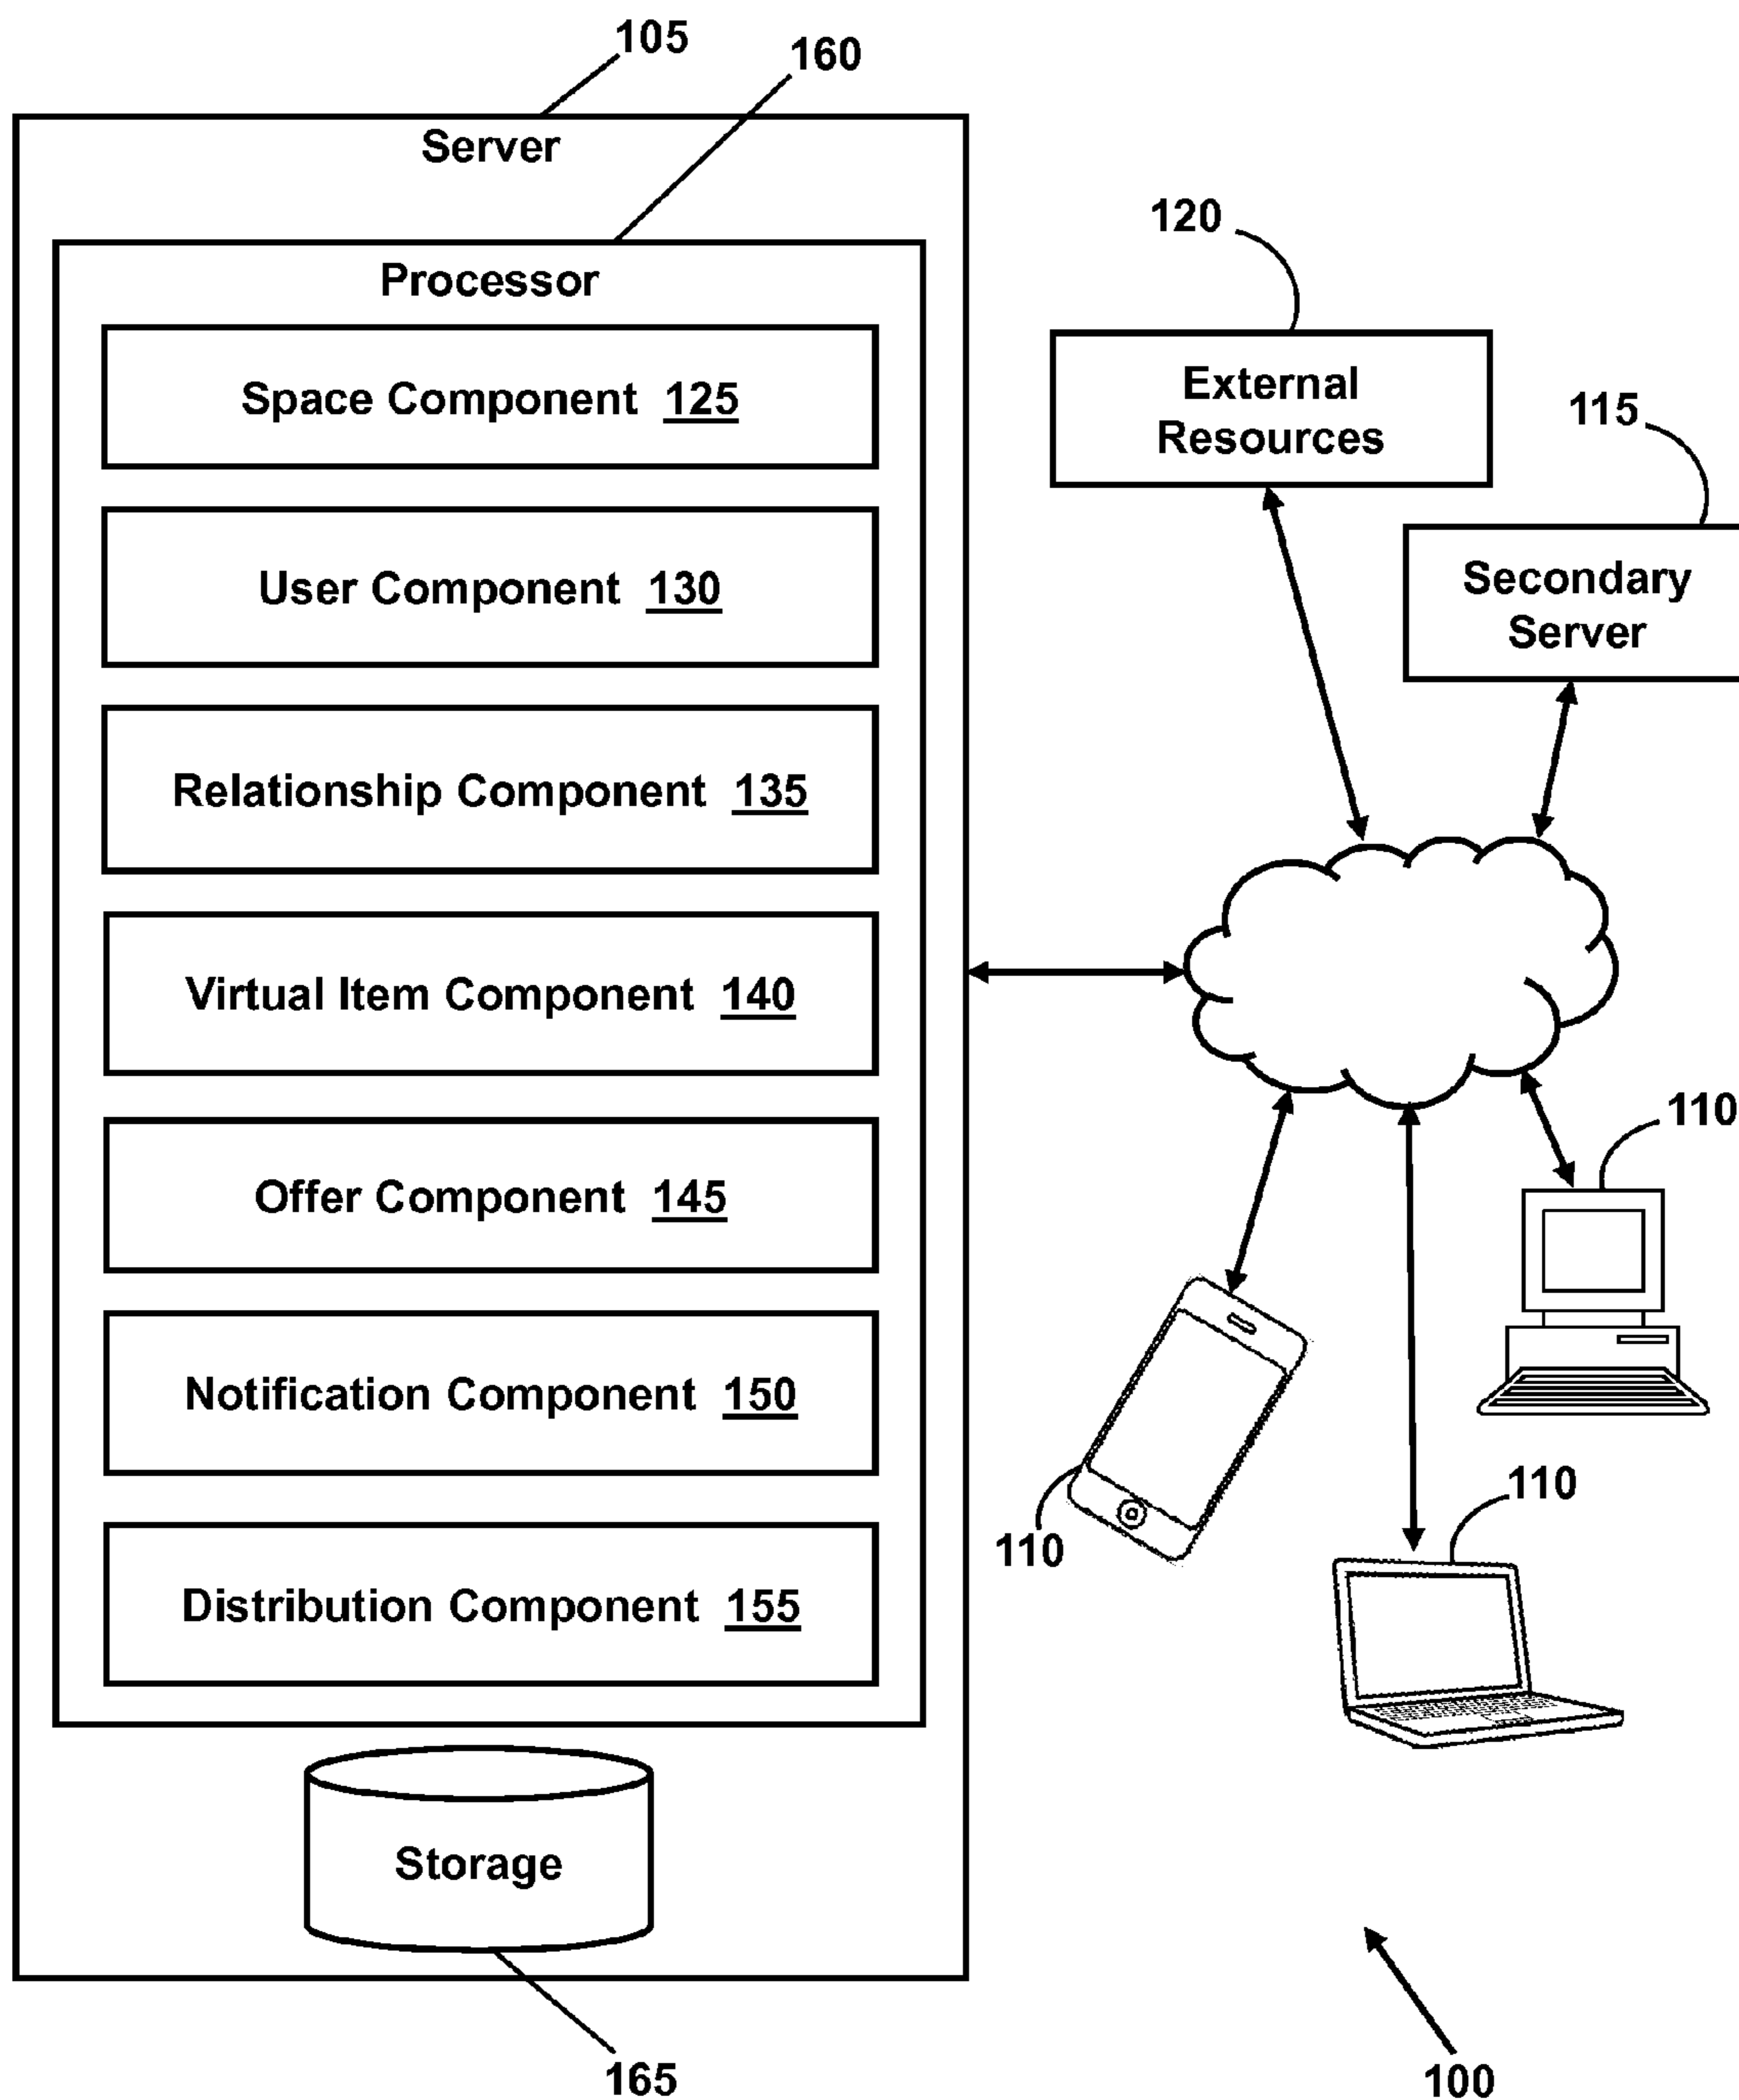 105
160
Server
Processor
Space Component 125
User Component 130
Relationship Component 135
Virtual Item Component 140
Offer Component 145
Notification Component 150
Distribution Component 155
Storage
165
120
External
Resources
115
Secondary
Server
110
110
110
100